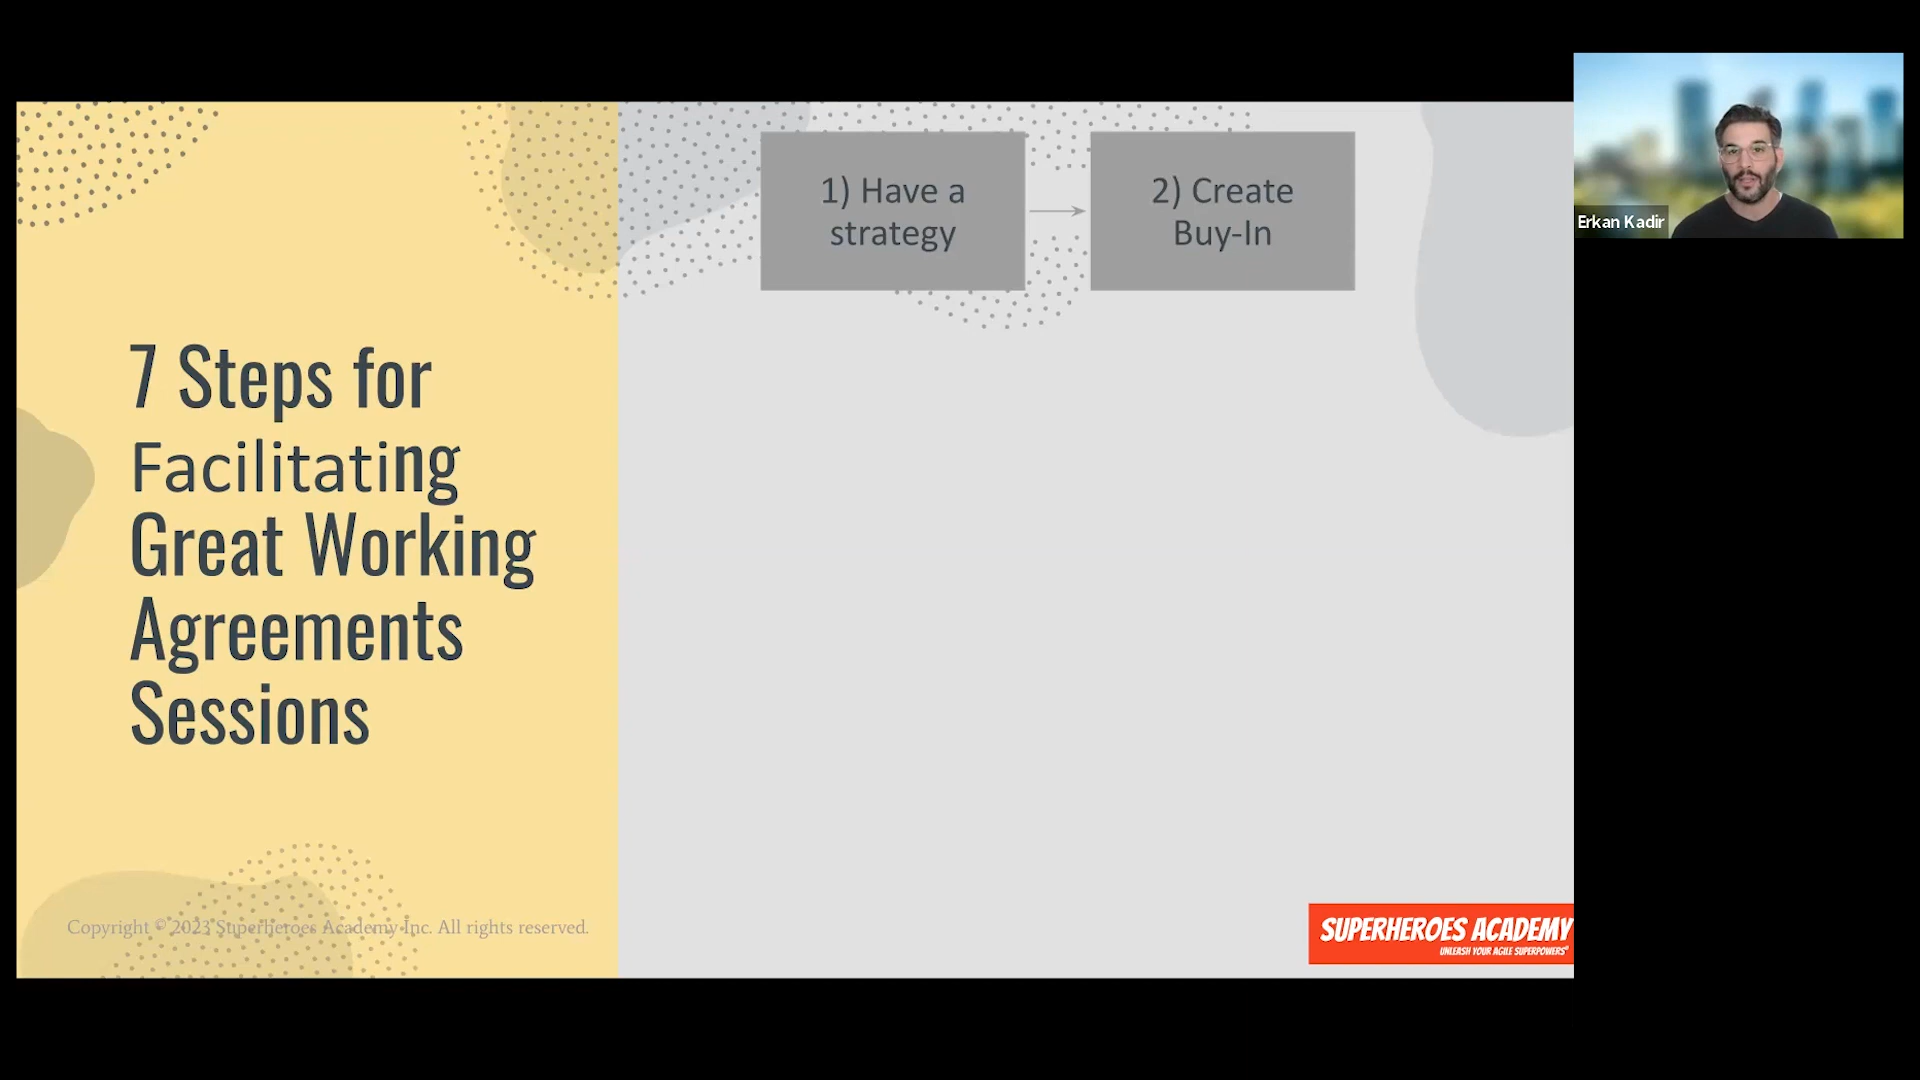 7 Steps for
Facilitating
Great Working
Agreements
Sessions
1) Have a
strategy
2) Create
Buy-In
Erkan Kadir
Copyright © 2023 Superheroes Academy Inc. All rights reserved.
SUPERHEROES ACADEMY
UNLEASH YOUR AGILE SUPERPOWERS®